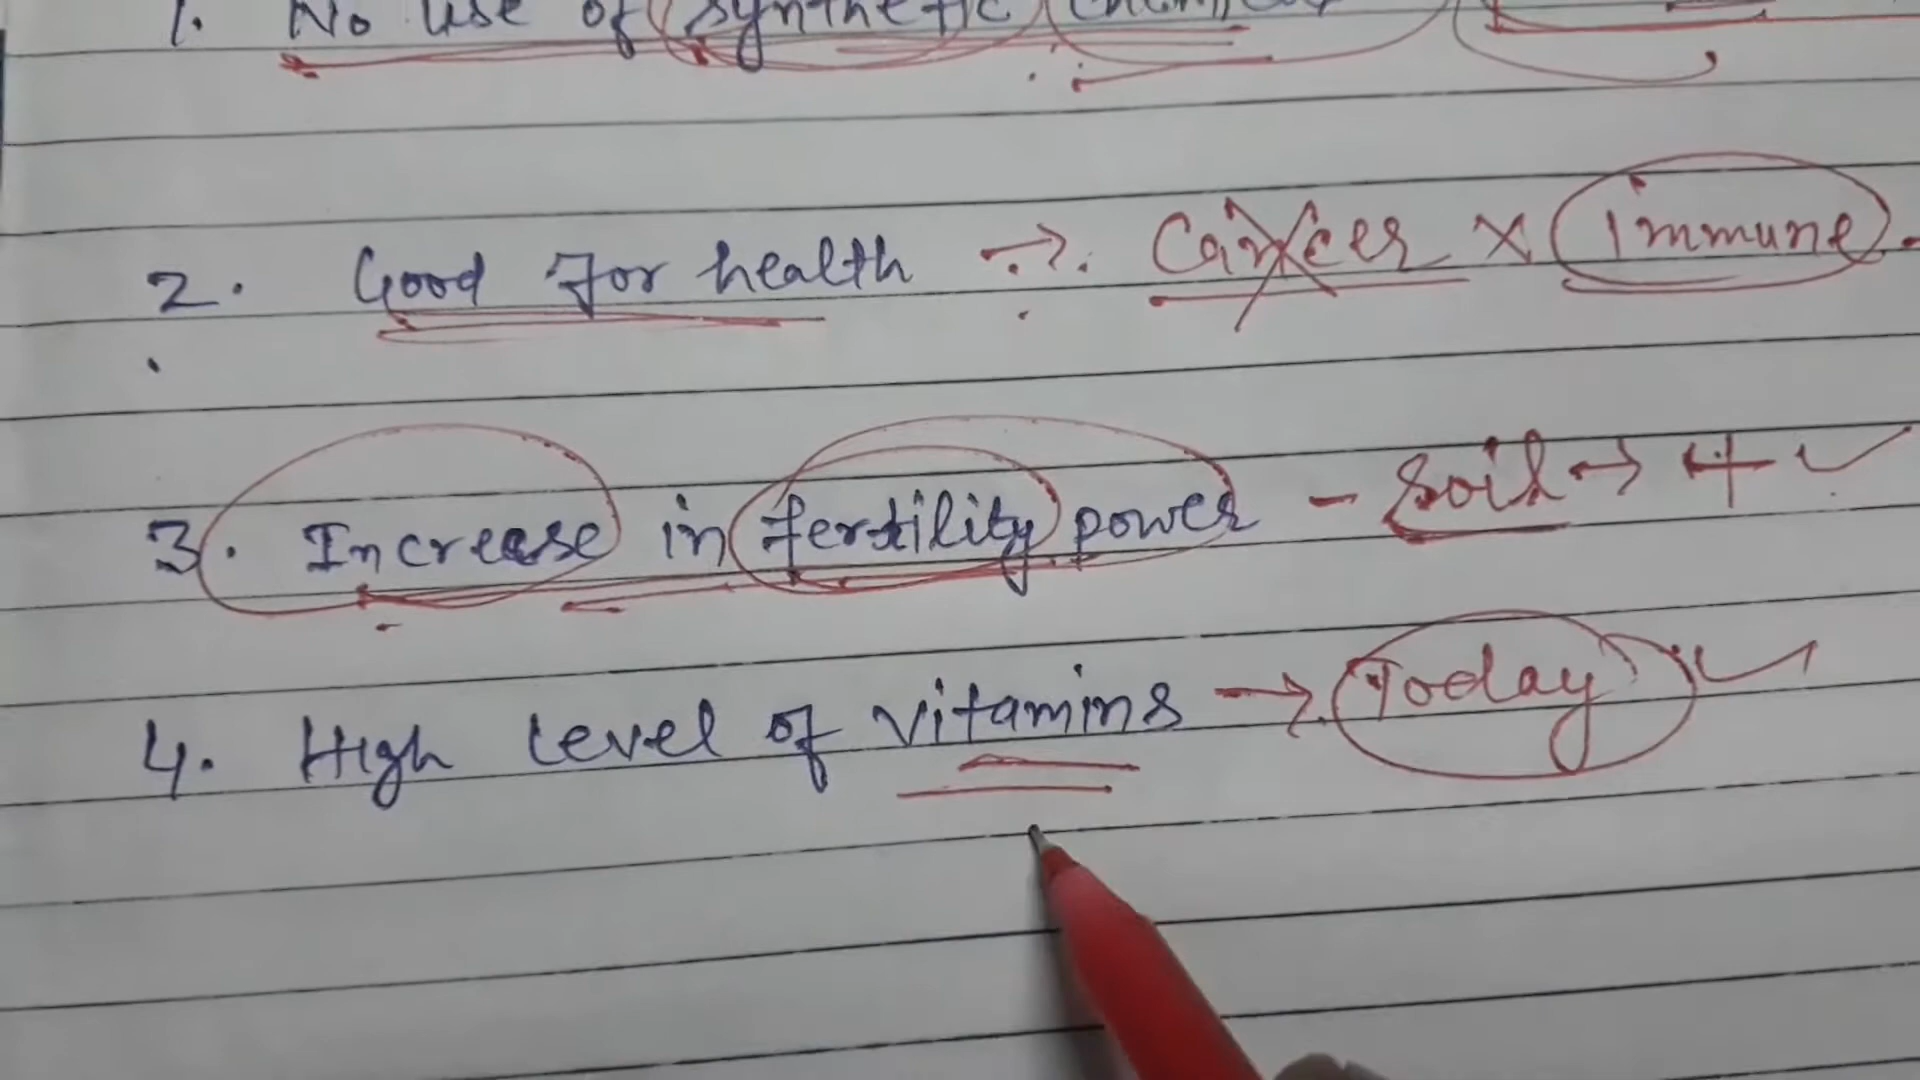 1. No use of synthetic chemical
2. Good for health → Cancer × immune.
3. Increase in fertility power - Soil → + ✓
4. High level of vitamins → Today ✓